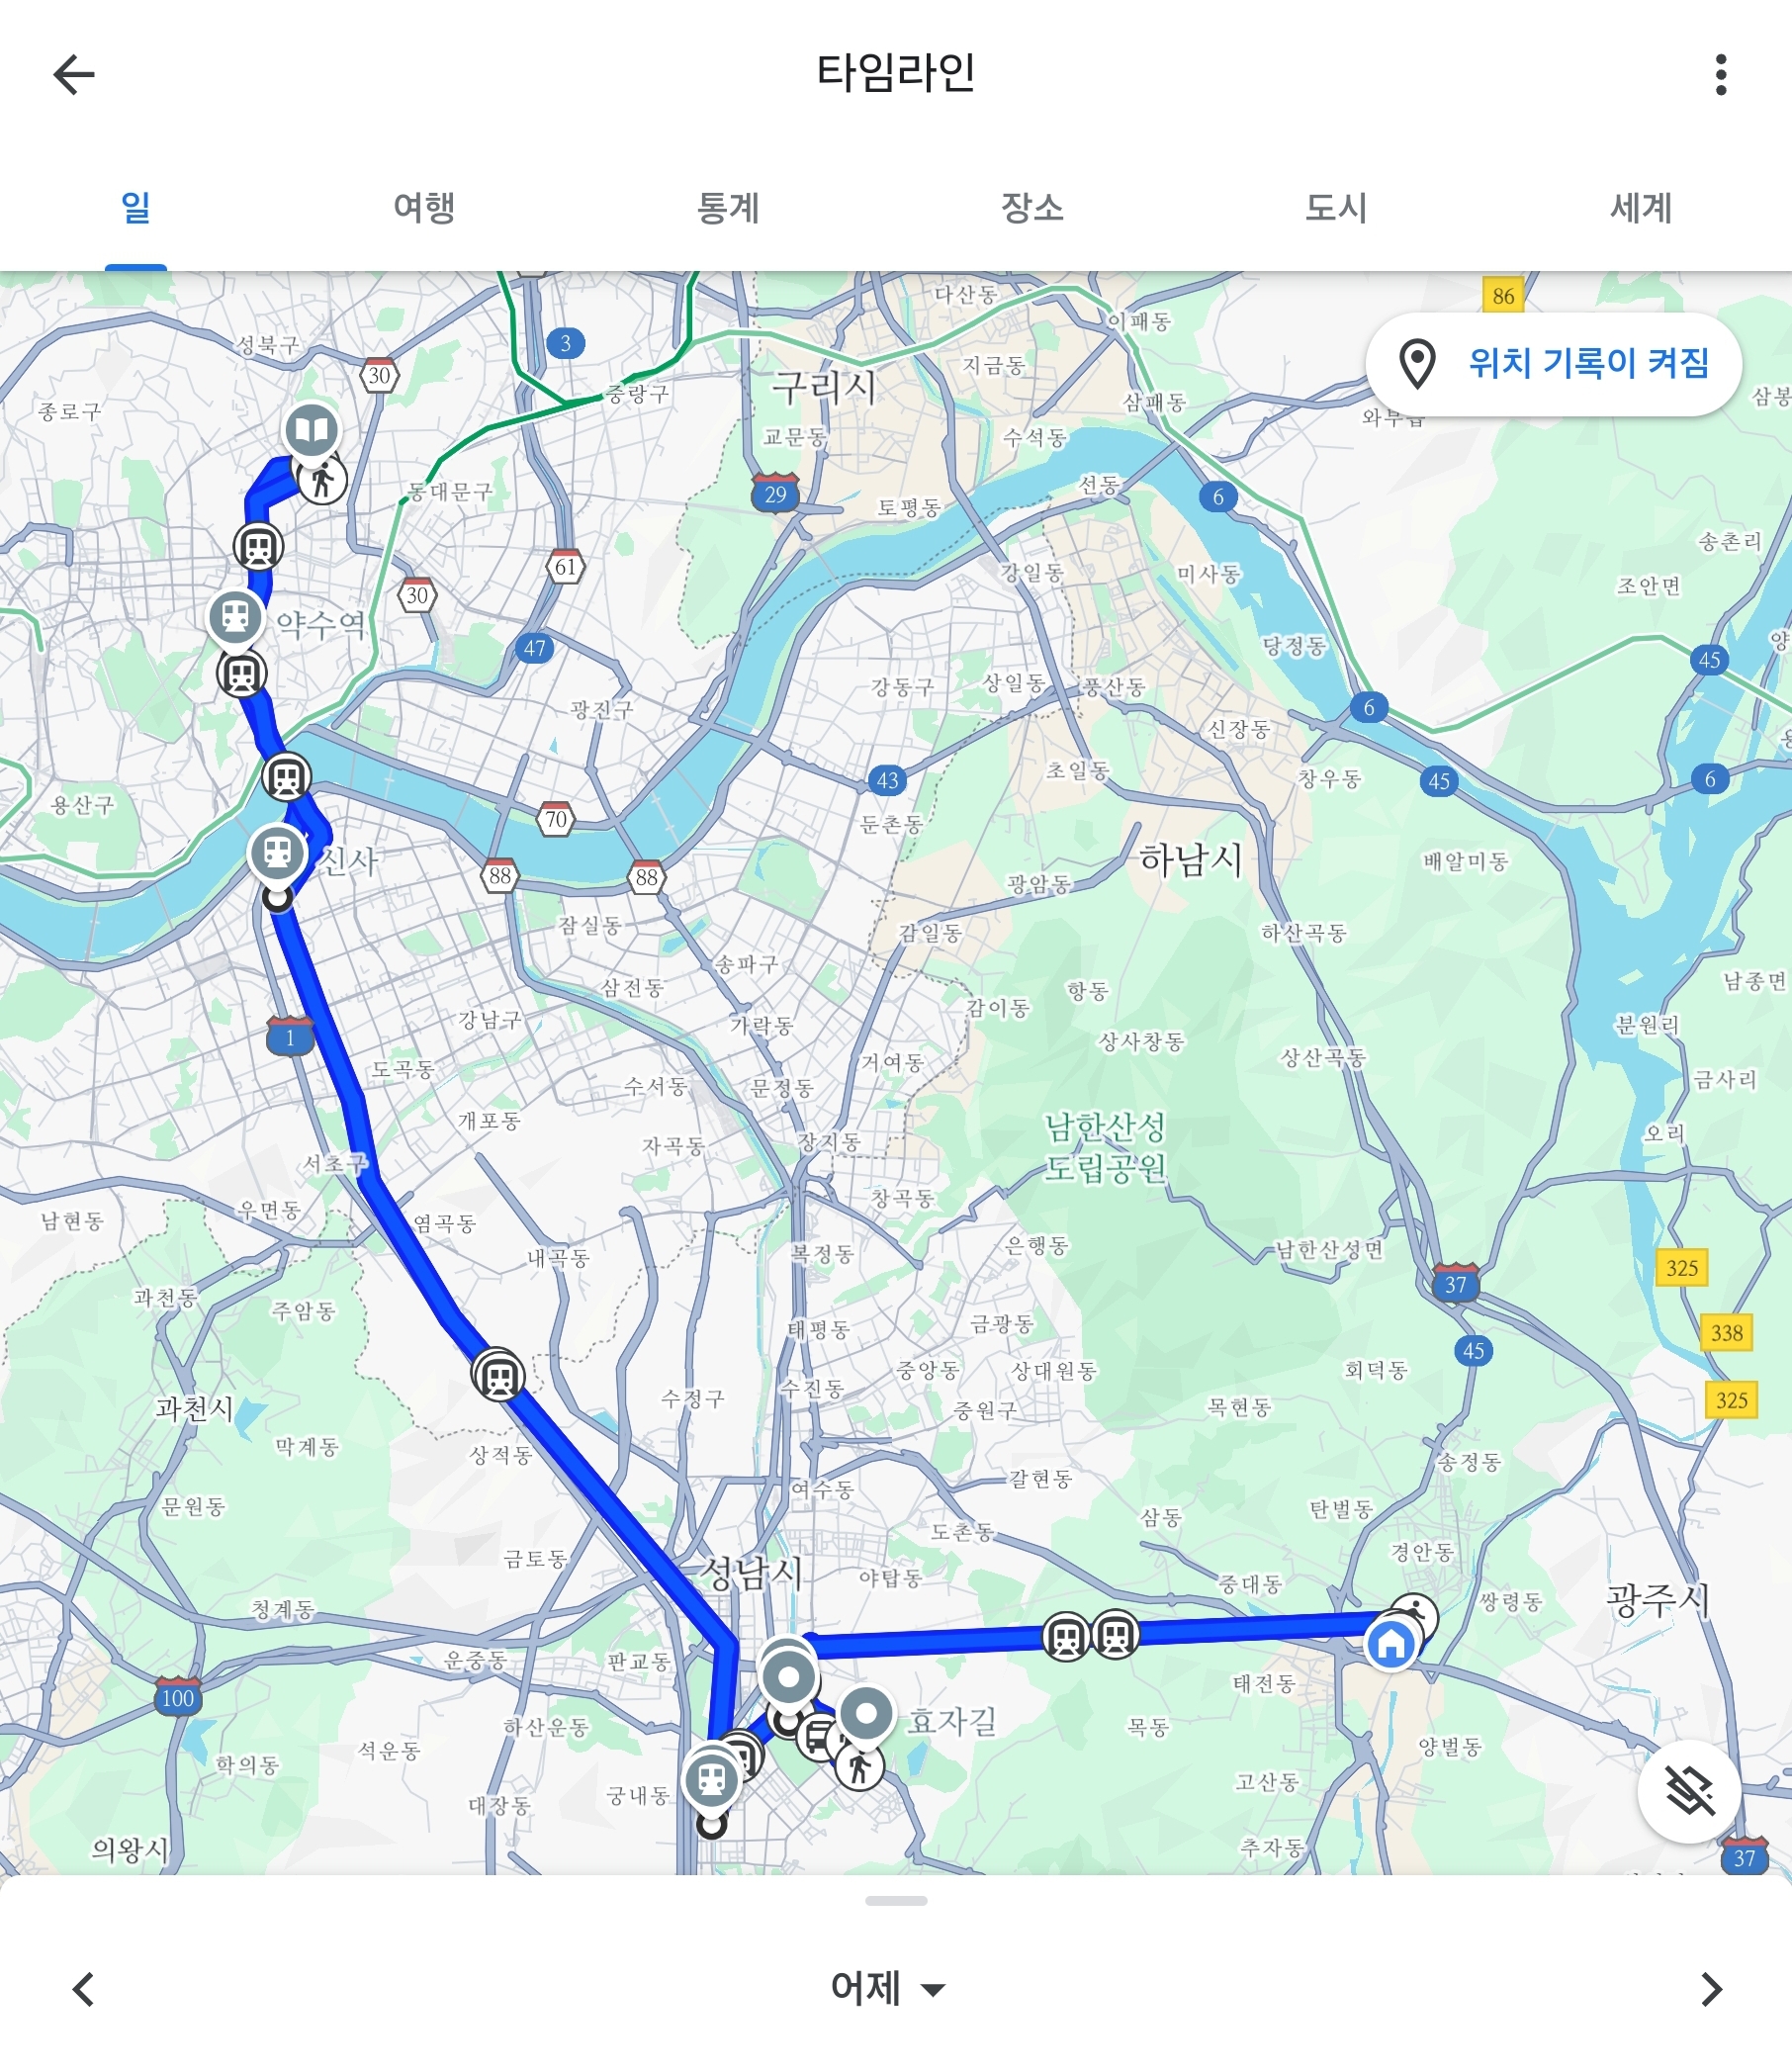 타임라인
일
여행
통계
장소
도시
세계
위치 기록이 켜짐
86
다산동
이패동
성북구
3
30
지금동
구리시
중랑구
종로구
삼패동
와부읍
교문동
수석동
29
동대문구
토평동
선동
6
송촌리
61
강일동
미사동
조안면
30
약수역
47
당정동
45
강동구
상일동
풍산동
광진구
6
신장동
43
초일동
창우동
45
6
용산구
70
둔촌동
신사
하남시
배알미동
88
88
광암동
잠실동
감일동
하산곡동
송파구
삼전동
항동
남종면
감이동
강남구
가락동
분원리
1
상사창동
상산곡동
도곡동
거여동
수서동
문정동
금사리
개포동
남한산성
도립공원
자곡동
장지동
오리
서초구
창곡동
남현동
우면동
염곡동
은행동
남한산성면
내곡동
복정동
325
37
과천동
주암동
태평동
금광동
338
45
중앙동
상대원동
회덕동
수진동
수정구
325
과천시
중원구
목현동
막계동
상적동
송정동
갈현동
여수동
문원동
탄벌동
삼동
도촌동
금토동
경안동
성남시
야탑동
중대동
청계동
쌍령동
광주시
운중동
판교동
태전동
100
하산운동
효자길
목동
석운동
양벌동
학의동
궁내동
고산동
대장동
의왕시
추자동
37
어제